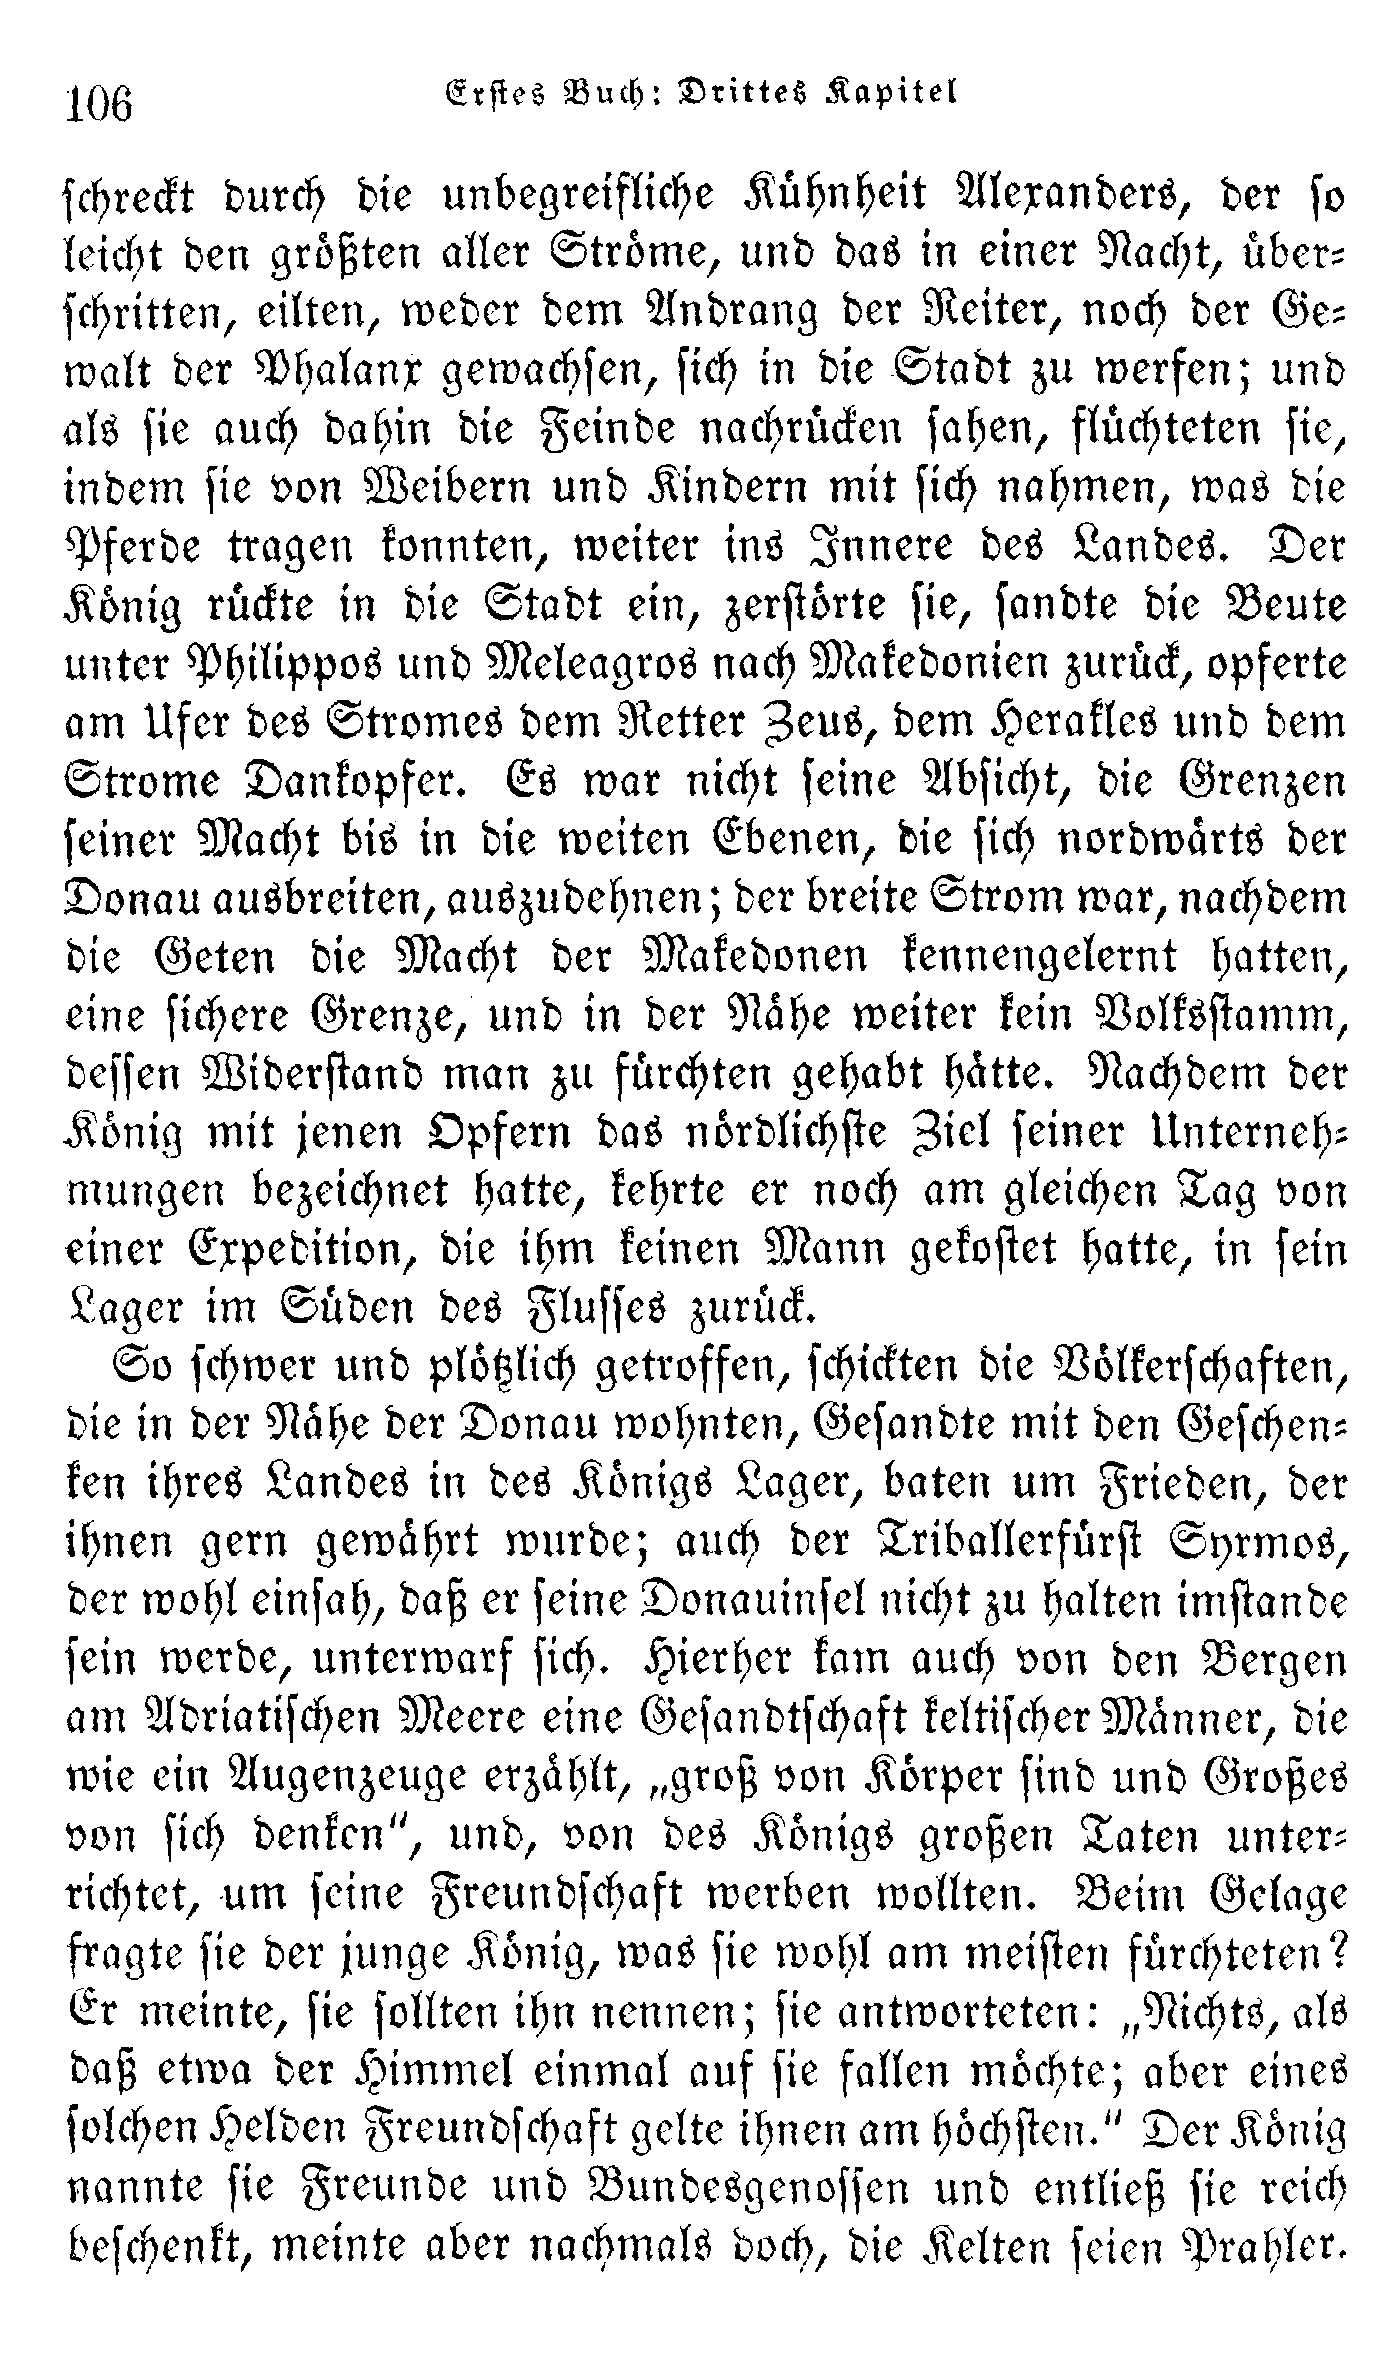 106
Erstes Buch: Drittes Kapitel
schreckt durch die unbegreifliche Kühnheit Alexanders, der so
leicht den größten aller Ströme, und das in einer Nacht, über-
schritten, eilten, weder dem Andrang der Reiter, noch der Ge-
walt der Phalanx gewachsen, sich in die Stadt zu werfen; und
als sie auch dahin die Feinde nachrücken sahen, flüchteten sie,
indem sie von Weibern und Kindern mit sich nahmen, was die
Pferde tragen konnten, weiter ins Innere des Landes. Der
König rückte in die Stadt ein, zerstörte sie, sandte die Beute
unter Philippos und Meleagros nach Makedonien zurück, opferte
am Ufer des Stromes dem Retter Zeus, dem Herakles und dem
Strome Dankopfer. Es war nicht seine Absicht, die Grenzen
seiner Macht bis in die weiten Ebenen, die sich nordwärts der
Donau ausbreiten, auszudehnen; der breite Strom war, nachdem
die Geten die Macht der Makedonen kennengelernt hatten,
eine sichere Grenze, und in der Nähe weiter kein Volksstamm,
dessen Widerstand man zu fürchten gehabt hätte. Nachdem der
König mit jenen Opfern das nördlichste Ziel seiner Unterneh-
mungen bezeichnet hatte, kehrte er noch am gleichen Tag von
einer Expedition, die ihm keinen Mann gekostet hatte, in sein
Lager im Süden des Flusses zurück.
So schwer und plötzlich getroffen, schickten die Völkerschaften,
die in der Nähe der Donau wohnten, Gesandte mit den Geschen-
ken ihres Landes in des Königs Lager, baten um Frieden, der
ihnen gern gewährt wurde; auch der Triballerfürst Syrmos,
der wohl einsah, daß er seine Donauinsel nicht zu halten imstande
sein werde, unterwarf sich. Hierher kam auch von den Bergen
am Adriatischen Meere eine Gesandtschaft keltischer Männer, die
wie ein Augenzeuge erzählt, „groß von Körper sind und Großes
von sich denken“, und, von des Königs großen Taten unter-
richtet, um seine Freundschaft werben wollten. Beim Gelage
fragte sie der junge König, was sie wohl am meisten fürchteten?
Er meinte, sie sollten ihn nennen; sie antworteten: „Nichts, als
daß etwa der Himmel einmal auf sie fallen möchte; aber eines
solchen Helden Freundschaft gelte ihnen am höchsten.“ Der König
nannte sie Freunde und Bundesgenossen und entließ sie reich
beschenkt, meinte aber nachmals doch, die Kelten seien Prahler.